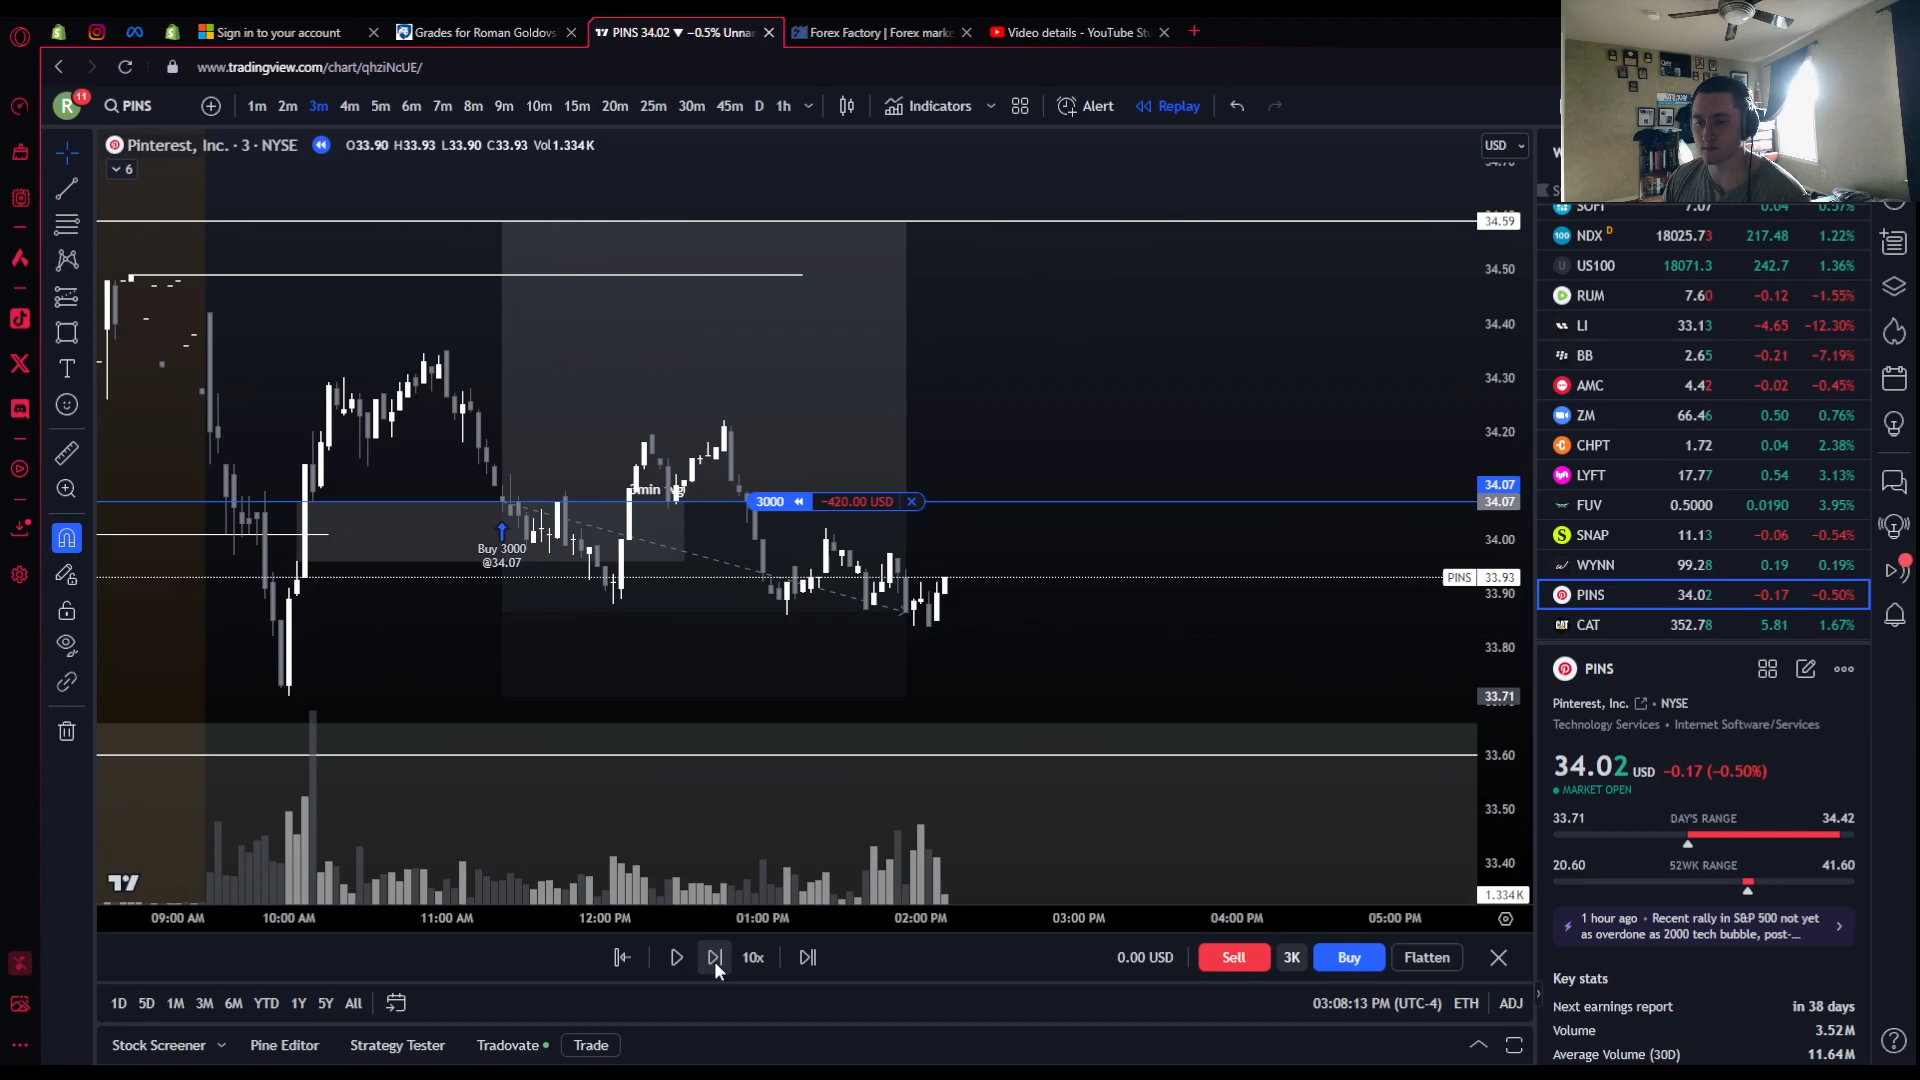 Sign in to your account
Grades for Roman Goldovs
PINS 34.02 ▼ −0.5% Unna
Forex Factory | Forex marke
Video details - YouTube St
www.tradingview.com/chart/qhziNcUE/
R 11 PINS 1m 2m 3m 4m 5m 6m 7m 8m 9m 10m 15m 20m 25m 30m 45m D 1h Indicators Alert Replay
Pinterest, Inc. · 3 · NYSE O33.90 H33.93 L33.90 C33.93 Vol1.334K
USD
6
34.59
34.50
34.40
34.30
34.20
34.07
34.07
34.00
PINS 33.93
33.90
33.80
33.71
33.60
33.50
33.40
1.334K
3000 −420.00 USD
Buy 3000
@34.07
09:00 AM 10:00 AM 11:00 AM 12:00 PM 01:00 PM 02:00 PM 03:00 PM 04:00 PM 05:00 PM
10x 0.00 USD Sell 3K Buy Flatten
1D 5D 1M 3M 6M YTD 1Y 5Y All 03:08:13 PM (UTC-4) ETH ADJ
Stock Screener Pine Editor Strategy Tester Tradovate Trade
SOFI 7.07 0.04 0.57%
NDX D 18025.73 217.48 1.22%
US100 18071.3 242.7 1.36%
RUM 7.60 −0.12 −1.55%
LI 33.13 −4.65 −12.30%
BB 2.65 −0.21 −7.19%
AMC 4.42 −0.02 −0.45%
ZM 66.46 0.50 0.76%
CHPT 1.72 0.04 2.38%
LYFT 17.77 0.54 3.13%
FUV 0.5000 0.0190 3.95%
SNAP 11.13 −0.06 −0.54%
WYNN 99.28 0.19 0.19%
PINS 34.02 −0.17 −0.50%
CAT 352.78 5.81 1.67%
PINS
Pinterest, Inc. • NYSE
Technology Services • Internet Software/Services
34.02 USD −0.17 (−0.50%)
MARKET OPEN
33.71 DAY'S RANGE 34.42
20.60 52WK RANGE 41.60
1 hour ago • Recent rally in S&P 500 not yet
as overdone as 2000 tech bubble, post-...
Key stats
Next earnings report in 38 days
Volume 3.52M
Average Volume (30D) 11.64M